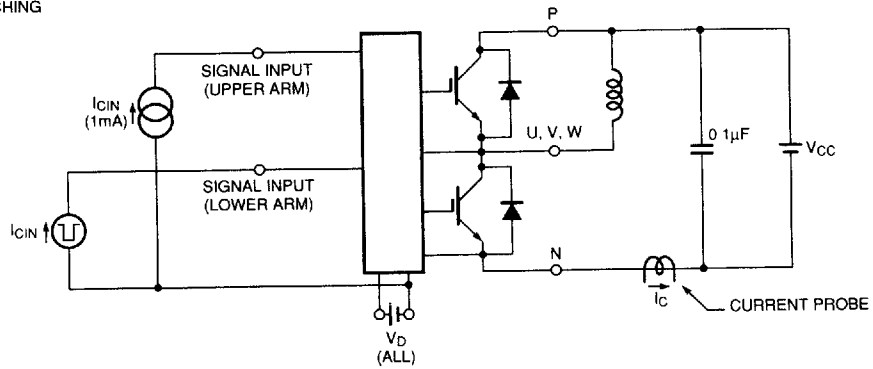 CHING
P
SIGNAL INPUT
(UPPER ARM)
ICIN
(1mA)
U, V, W
0 1µF
VCC
SIGNAL INPUT
(LOWER ARM)
ICIN
N
IC
CURRENT PROBE
VD
(ALL)